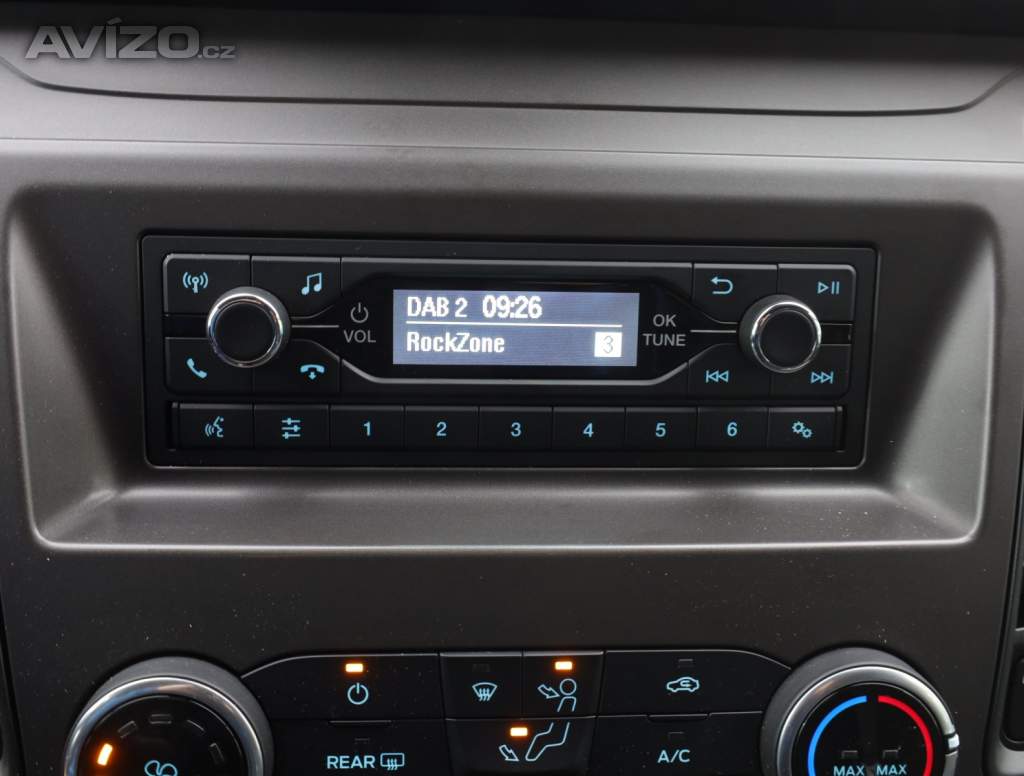 AVÍZO.cz
DAB 2 09:26
RockZone 3
VOL
OK
TUNE
1 2 3 4 5 6
REAR
A/C
MAX MAX